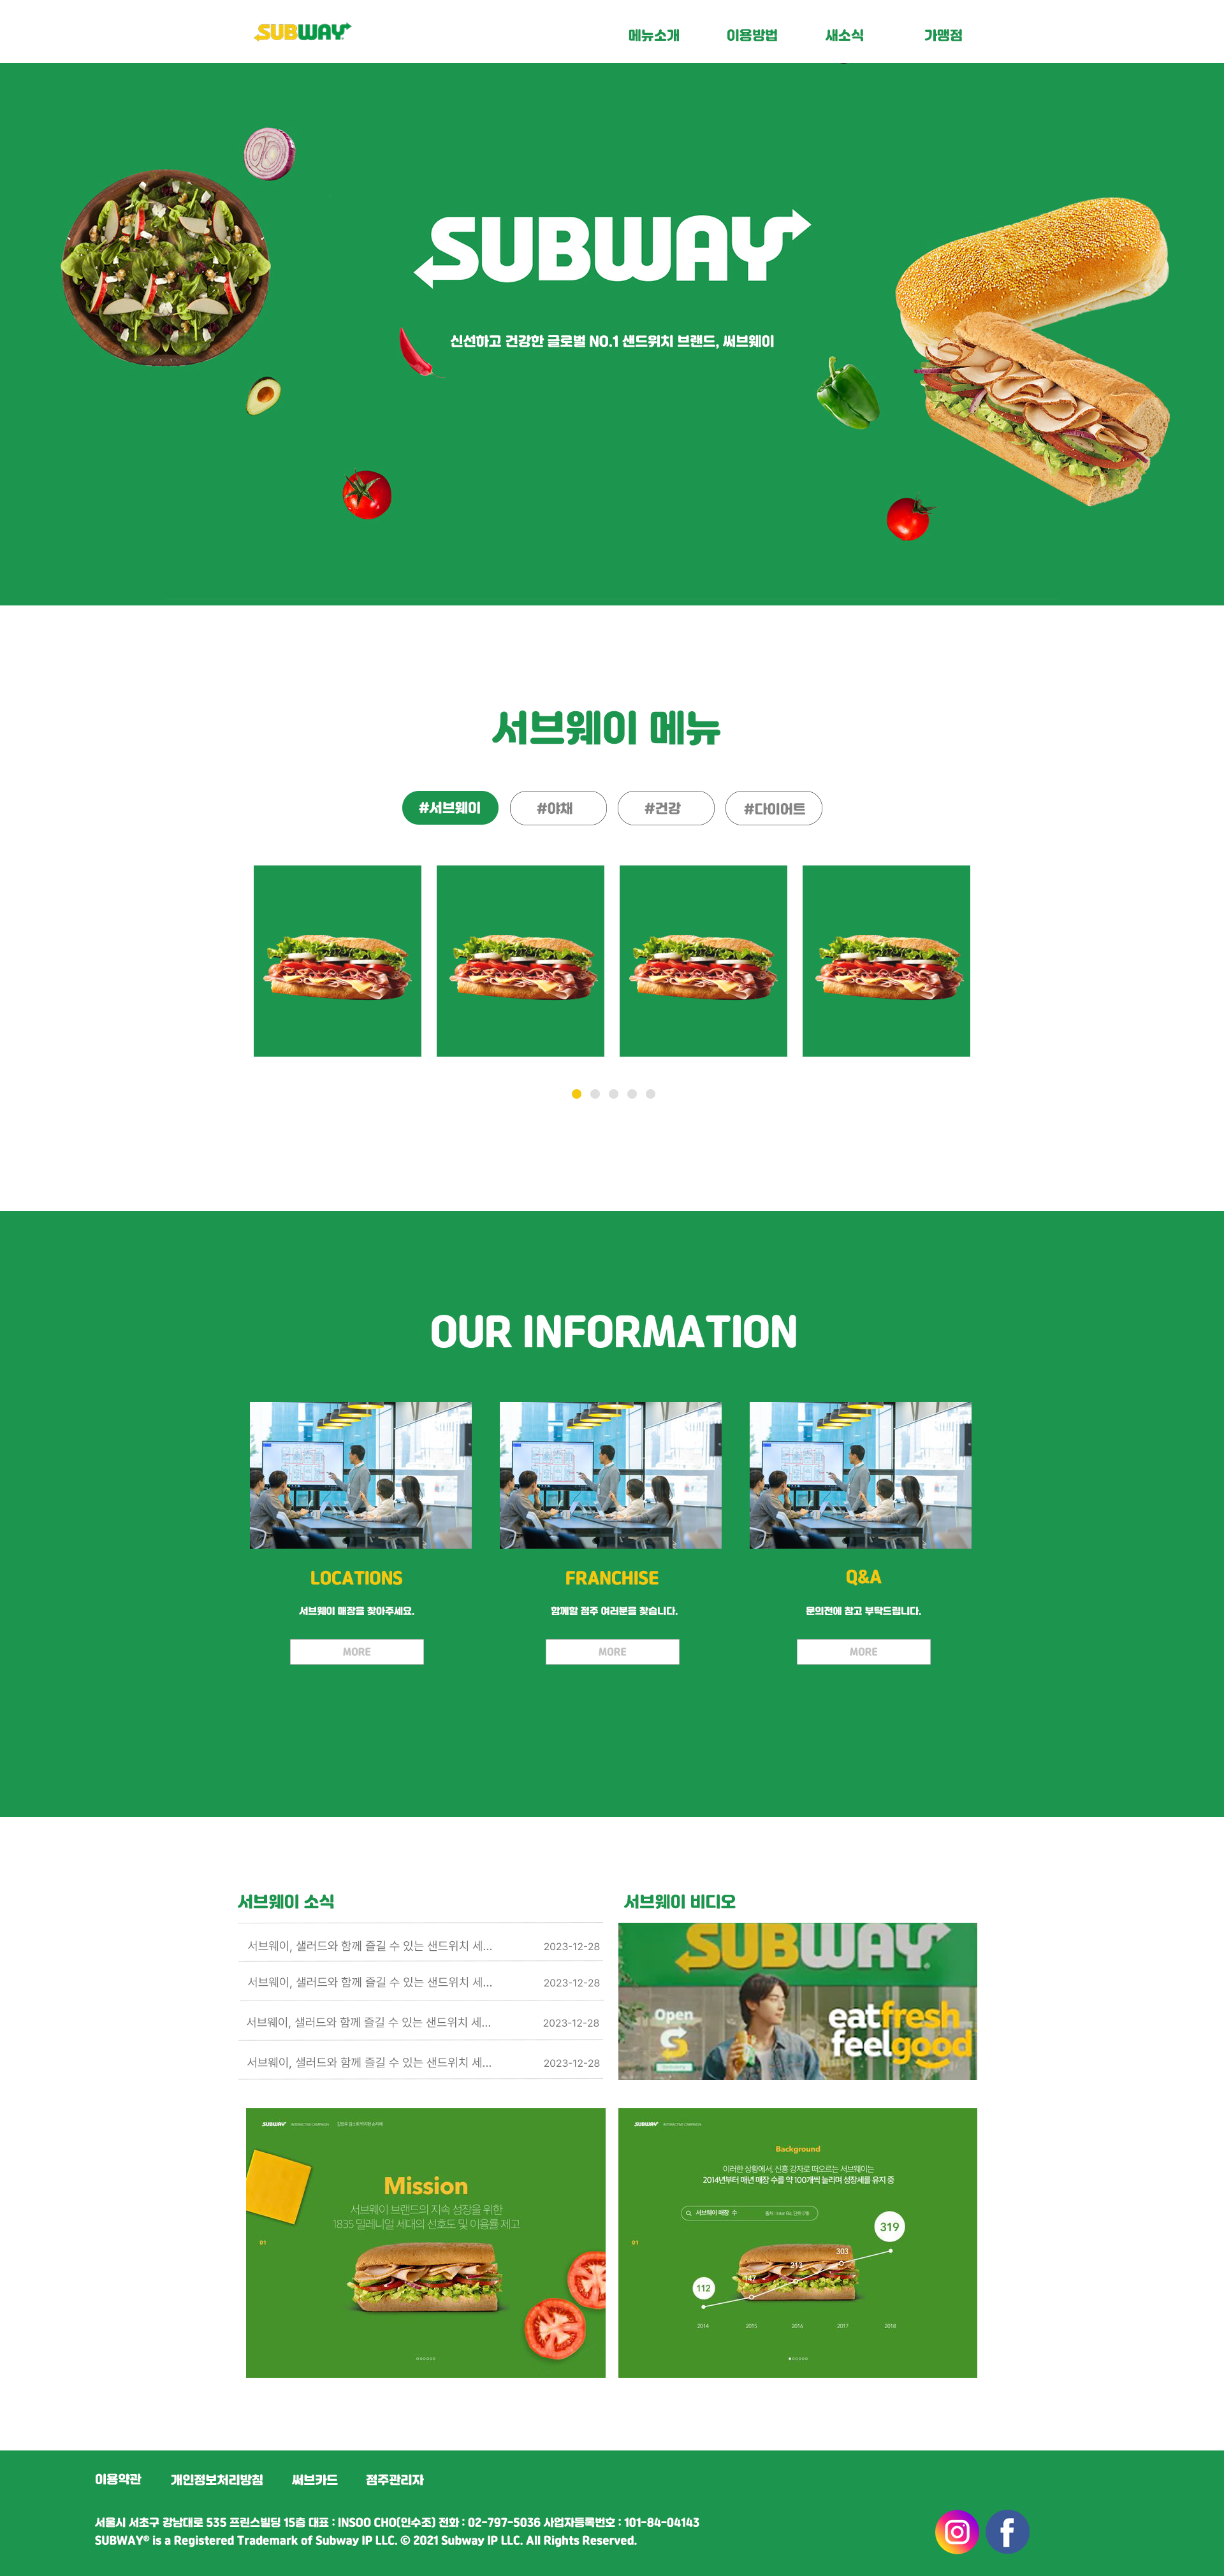 SUBWAY
메뉴소개 이용방법 새소식 가맹점
SUBWAY
신선하고 건강한 글로벌 NO.1 샌드위치 브랜드, 써브웨이
서브웨이 메뉴
#서브웨이 #야채 #건강 #다이어트
OUR INFORMATION
LOCATIONS
서브웨이 매장을 찾아주세요.
MORE
FRANCHISE
함께할 점주 여러분을 찾습니다.
MORE
Q&A
문의전에 참고 부탁드립니다.
MORE
서브웨이 소식
서브웨이, 샐러드와 함께 즐길 수 있는 샌드위치 세... 2023-12-28
서브웨이, 샐러드와 함께 즐길 수 있는 샌드위치 세... 2023-12-28
서브웨이, 샐러드와 함께 즐길 수 있는 샌드위치 세... 2023-12-28
서브웨이, 샐러드와 함께 즐길 수 있는 샌드위치 세... 2023-12-28
서브웨이 비디오
SUBWAY
Open
eatfresh
feelgood
SUBWAY INTERACTIVE CAMPAIGN
Mission
서브웨이 브랜드의 지속 성장을 위한
1835 밀레니얼 세대의 선호도 및 이용률 제고
01
SUBWAY INTERACTIVE CAMPAIGN
Background
이러한 상황에서, 신흥 강자로 떠오르는 서브웨이는
2014년부터 매년 매장 수를 약 100개씩 늘리며 성장세를 유지 중
서브웨이 매장 수
01
112
303
319
2014 2015 2016 2017 2018
이용약관 개인정보처리방침 써브카드 점주관리자
서울시 서초구 강남대로 535 프린스빌딩 15층 대표 : INSOO CHO(인수조) 전화 : 02-797-5036 사업자등록번호 : 101-84-04143
SUBWAY® is a Registered Trademark of Subway IP LLC. © 2021 Subway IP LLC. All Rights Reserved.